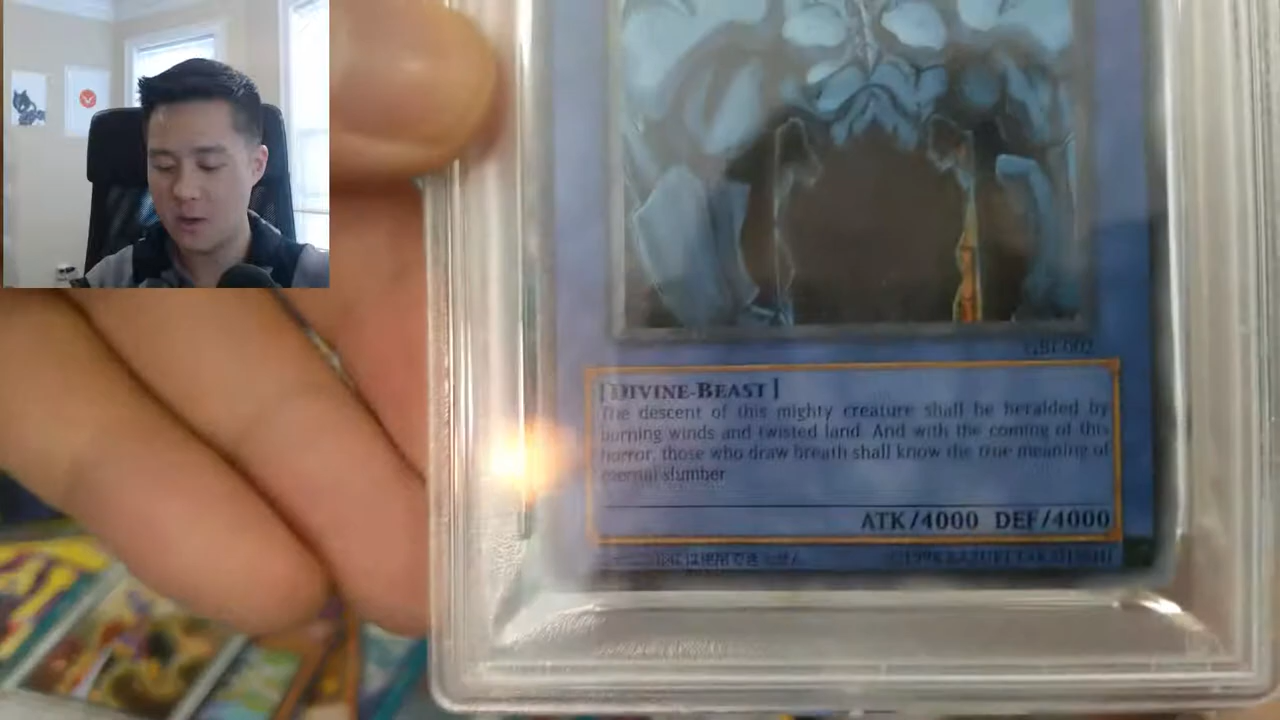 [DIVINE-BEAST]
The descent of this mighty creature shall be heralded by
burning winds and twisted land. And with the coming of this
horror, those who draw breath shall know the true meaning of
eternal slumber
ATK/4000 DEF/4000